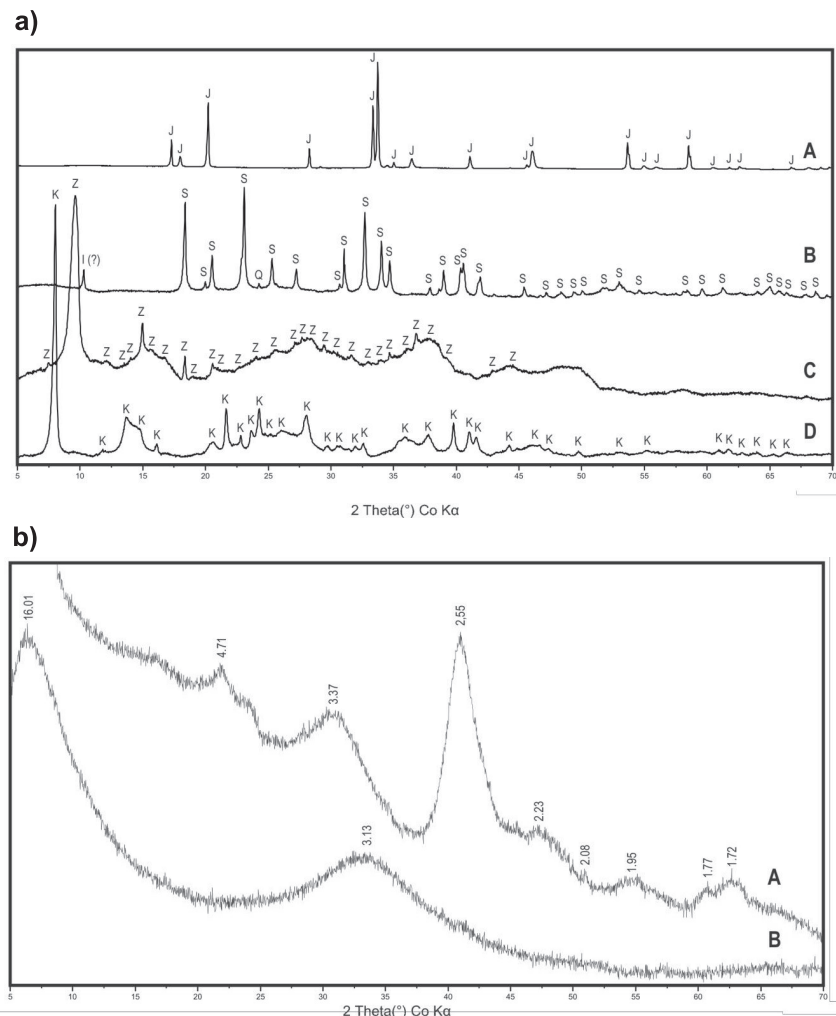 a)
J J J J J J J J J J J J J J J J J J J
A
I (?) S S S S S Q S S S S S S S S S S S S S S S S S S S S S S S S S S S S
B
Z Z Z Z Z Z Z Z Z Z Z Z Z Z Z Z Z Z Z Z Z Z Z Z Z Z Z Z Z Z
C
K K K K K K K K K K K K K K K K K K K K K K K K K K K K K K K K K K
D
5 10 15 20 25 30 35 40 45 50 55 60 65 70
2 Theta(°) Co Kα
b)
16.01 4.71 3.37 2,55 2.23 2.08 1.95 1.77 1.72
A
3.13
B
5 10 15 20 25 30 35 40 45 50 55 60 65 70
2 Theta(°) Co Kα